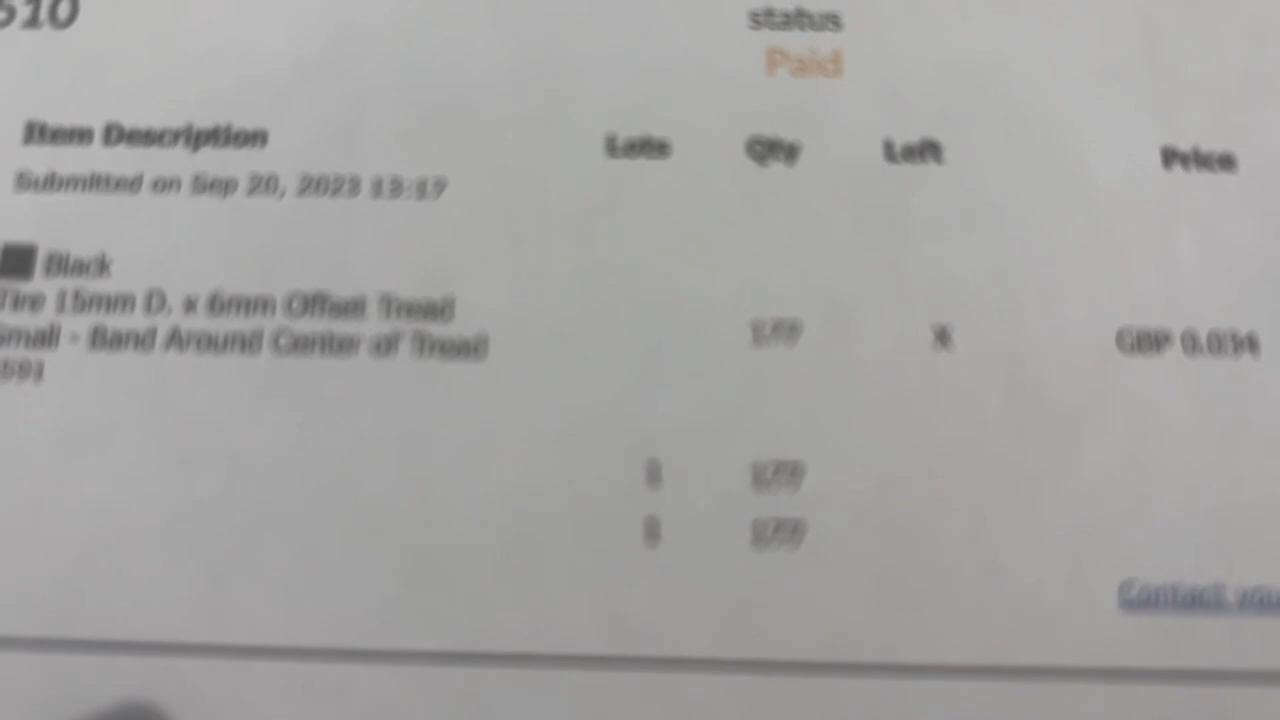 510
status
Paid
Item Description Lots Qty Left Price
Submitted on Sep 20, 2023 13:17
Black
Tire 15mm D. x 6mm Offset Tread
Small - Band Around Center of Tread
X GBP 0.034
Contact